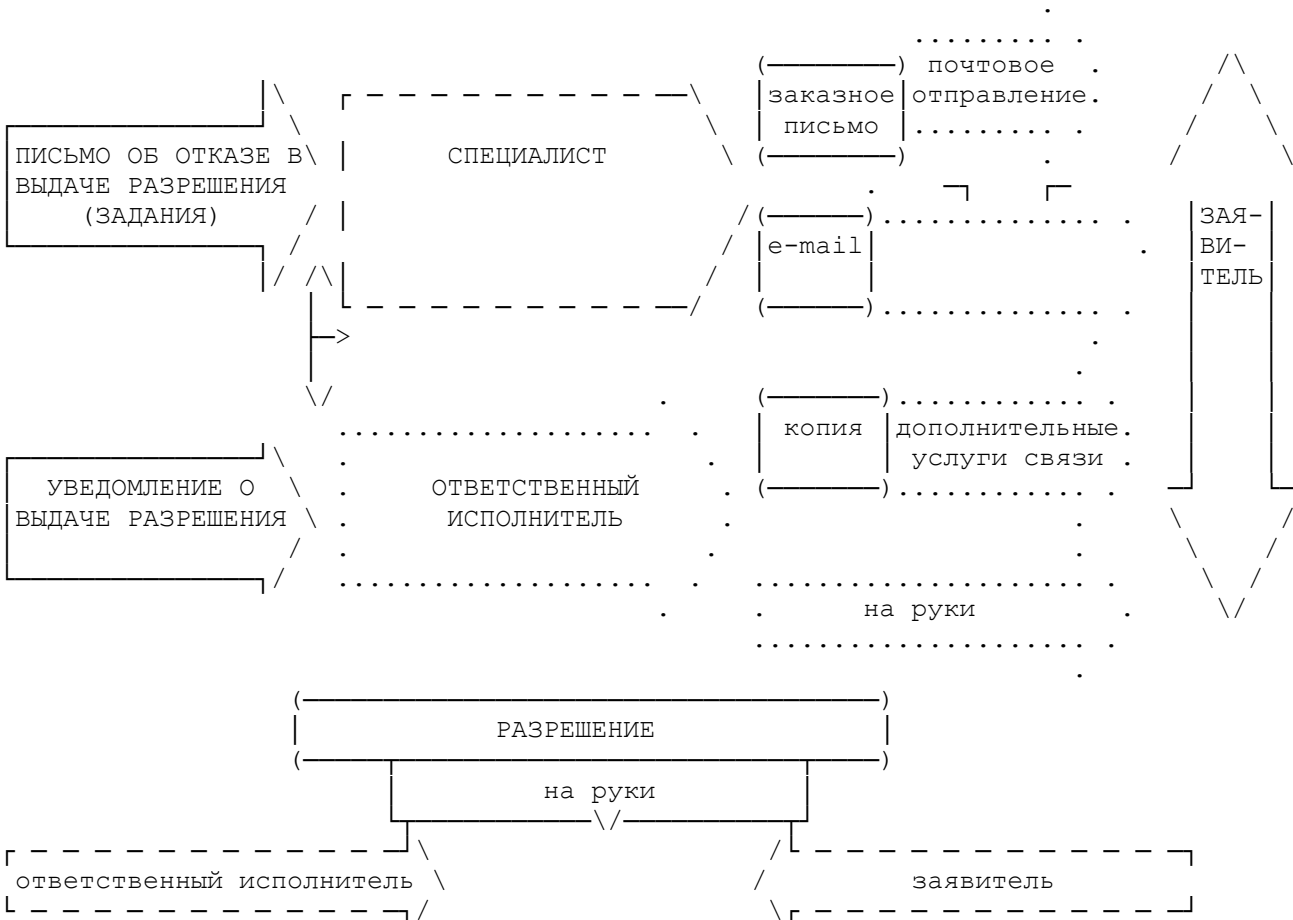 почтовое
заказное отправление
письмо
ПИСЬМО ОБ ОТКАЗЕ В
ВЫДАЧЕ РАЗРЕШЕНИЯ
(ЗАДАНИЯ)
СПЕЦИАЛИСТ
e-mail
ЗАЯ-
ВИ-
ТЕЛЬ
копия дополнительные
услуги связи
УВЕДОМЛЕНИЕ О
ВЫДАЧЕ РАЗРЕШЕНИЯ
ОТВЕТСТВЕННЫЙ
ИСПОЛНИТЕЛЬ
на руки
РАЗРЕШЕНИЕ
на руки
ответственный исполнитель
заявитель